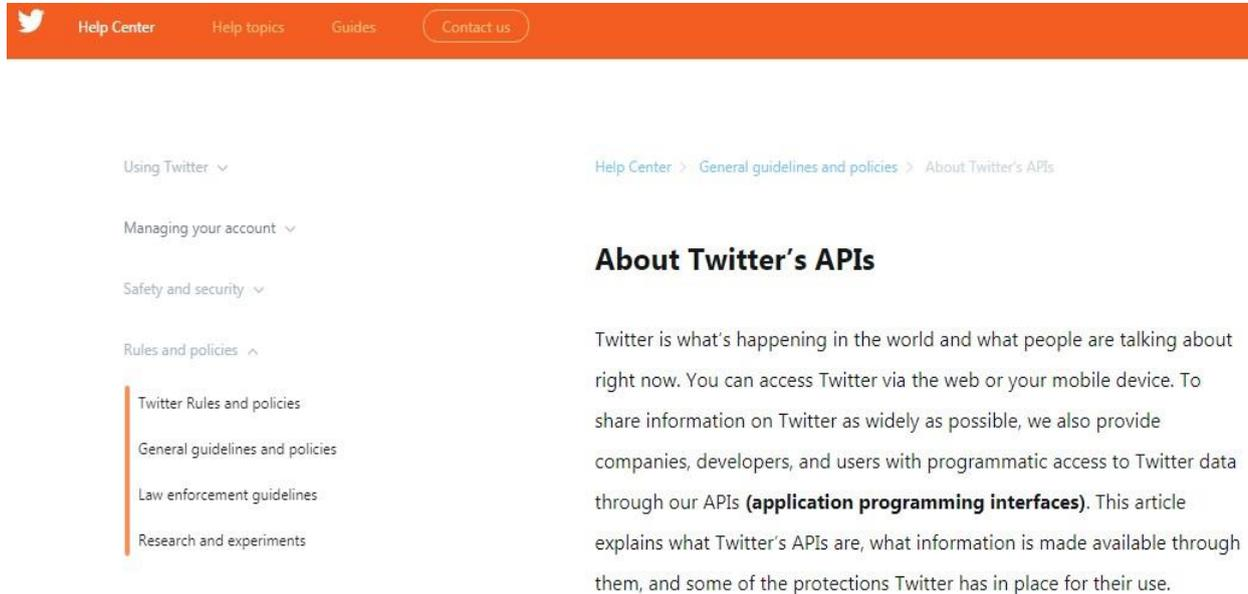 Help Center Help topics Guides Contact us
Using Twitter
Managing your account
Safety and security
Rules and policies
Twitter Rules and policies
General guidelines and policies
Law enforcement guidelines
Research and experiments
Help Center > General guidelines and policies > About Twitter's APIs
About Twitter’s APIs
Twitter is what’s happening in the world and what people are talking about
right now. You can access Twitter via the web or your mobile device. To
share information on Twitter as widely as possible, we also provide
companies, developers, and users with programmatic access to Twitter data
through our APIs (application programming interfaces). This article
explains what Twitter’s APIs are, what information is made available through
them, and some of the protections Twitter has in place for their use.